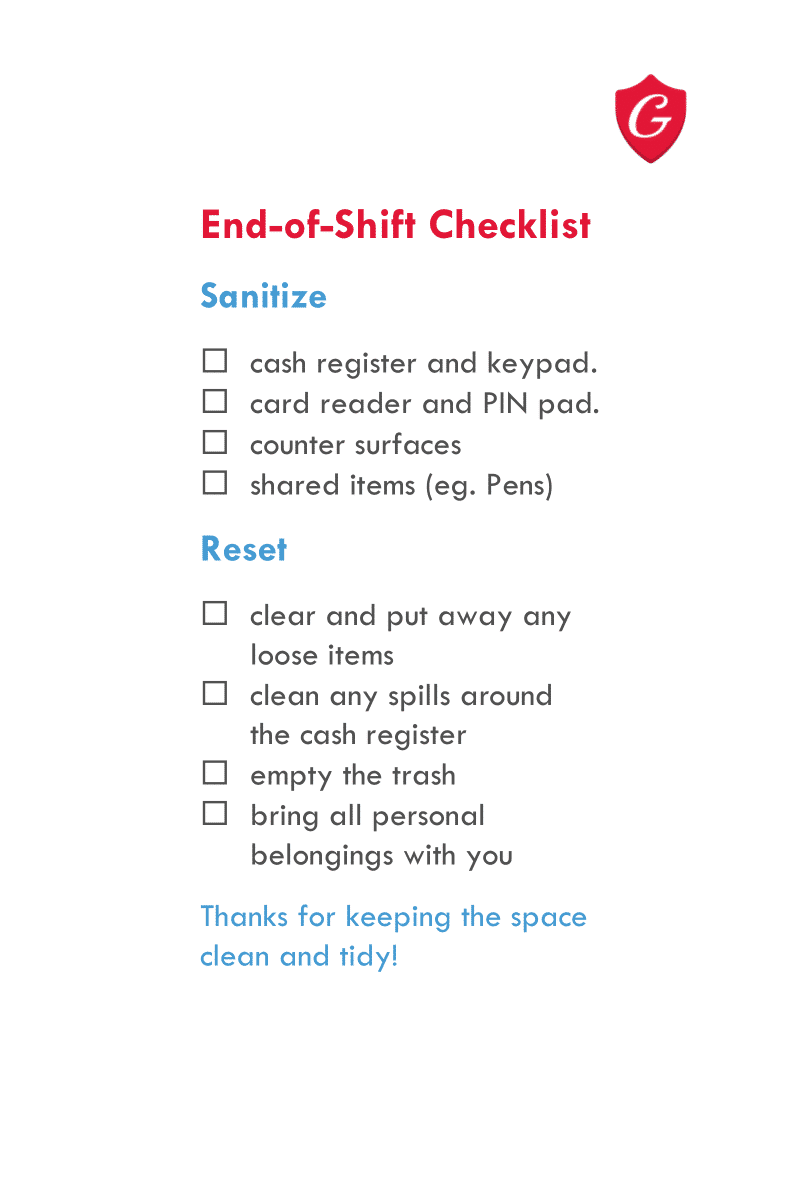 G
End-of-Shift Checklist
Sanitize
☐ cash register and keypad.
☐ card reader and PIN pad.
☐ counter surfaces
☐ shared items (eg. Pens)
Reset
☐ clear and put away any
loose items
☐ clean any spills around
the cash register
☐ empty the trash
☐ bring all personal
belongings with you
Thanks for keeping the space
clean and tidy!